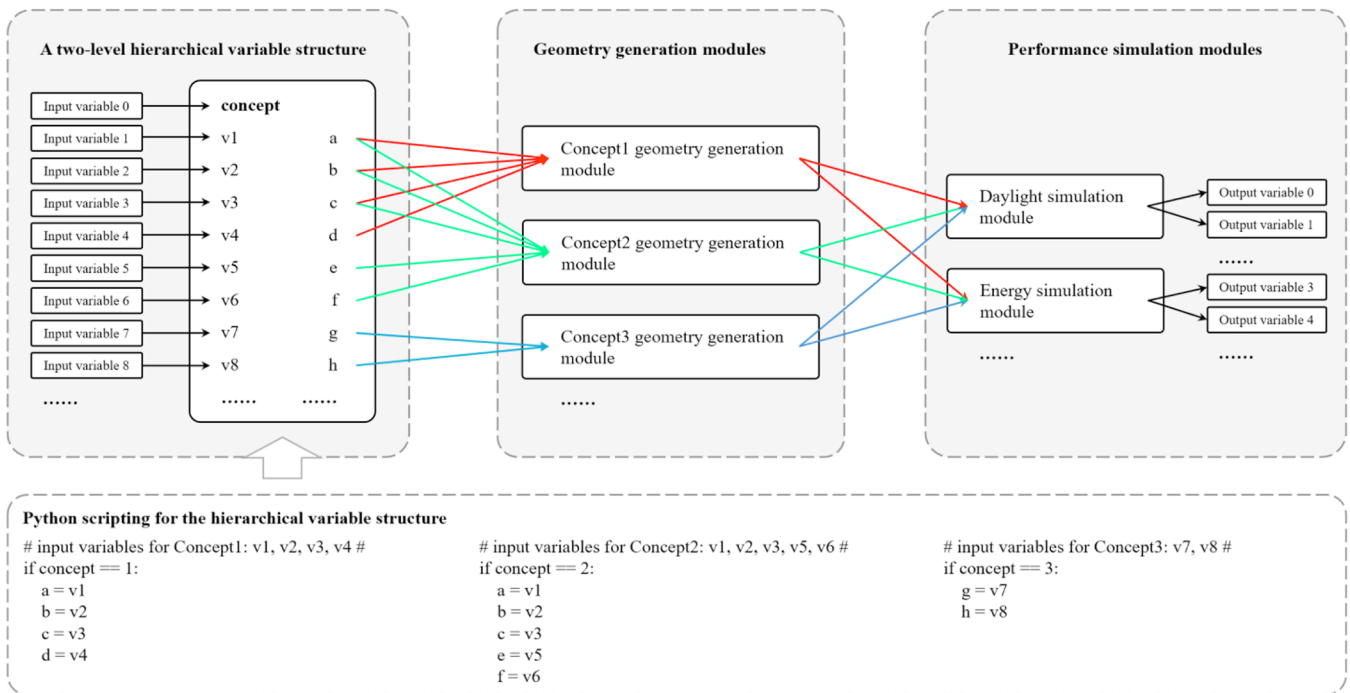 A two-level hierarchical variable structure
Input variable 0
Input variable 1
Input variable 2
Input variable 3
Input variable 4
Input variable 5
Input variable 6
Input variable 7
Input variable 8
......
concept
v1
v2
v3
v4
v5
v6
v7
v8
......
a
b
c
d
e
f
g
h
......
Geometry generation modules
Concept1 geometry generation
module
Concept2 geometry generation
module
Concept3 geometry generation
module
......
Performance simulation modules
Daylight simulation
module
Energy simulation
module
......
Output variable 0
Output variable 1
......
Output variable 3
Output variable 4
......
Python scripting for the hierarchical variable structure
# input variables for Concept1: v1, v2, v3, v4 #
if concept == 1:
a = v1
b = v2
c = v3
d = v4
# input variables for Concept2: v1, v2, v3, v5, v6 #
if concept == 2:
a = v1
b = v2
c = v3
e = v5
f = v6
# input variables for Concept3: v7, v8 #
if concept == 3:
g = v7
h = v8